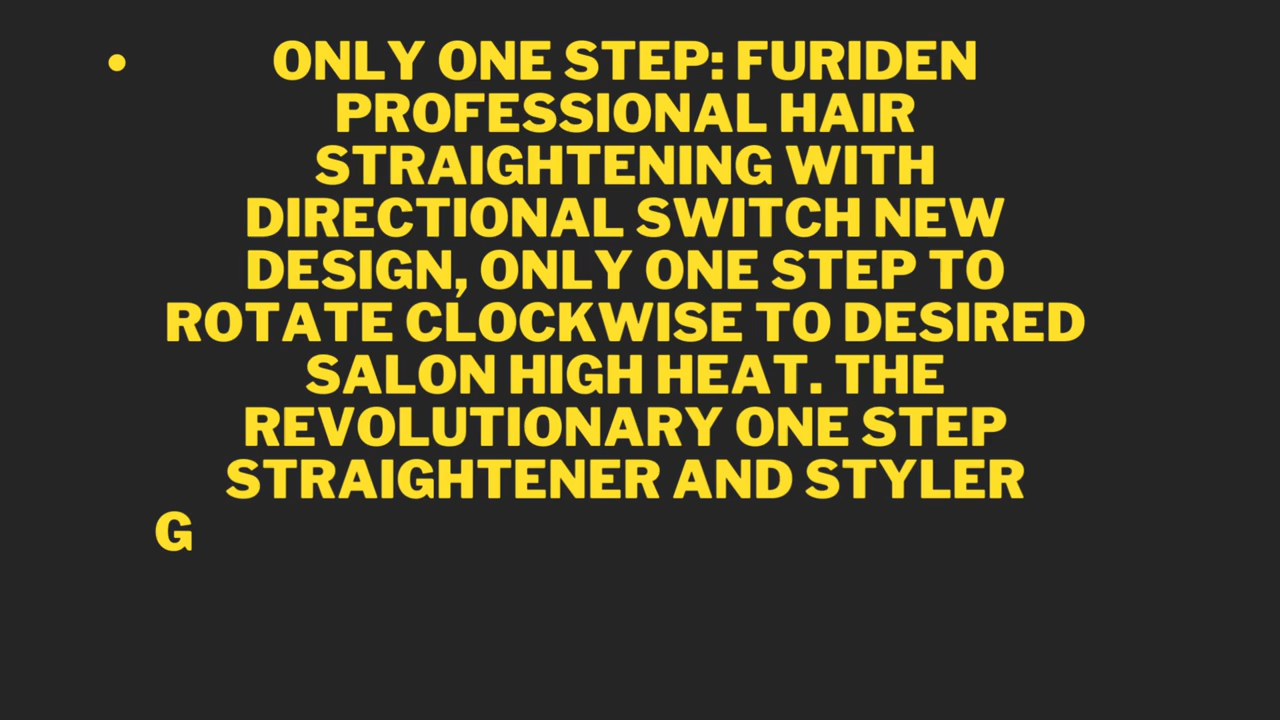 • ONLY ONE STEP: FURIDEN
PROFESSIONAL HAIR
STRAIGHTENING WITH
DIRECTIONAL SWITCH NEW
DESIGN, ONLY ONE STEP TO
ROTATE CLOCKWISE TO DESIRED
SALON HIGH HEAT. THE
REVOLUTIONARY ONE STEP
STRAIGHTENER AND STYLER
G